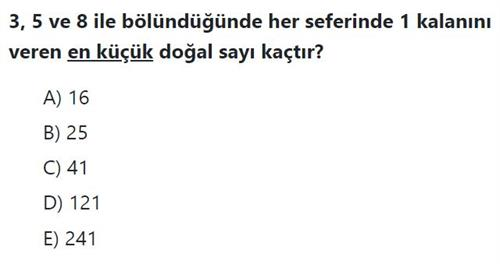 3, 5 ve 8 ile bölündüğünde her seferinde 1 kalanını
veren en küçük doğal sayı kaçtır?
A) 16
B) 25
C) 41
D) 121
E) 241